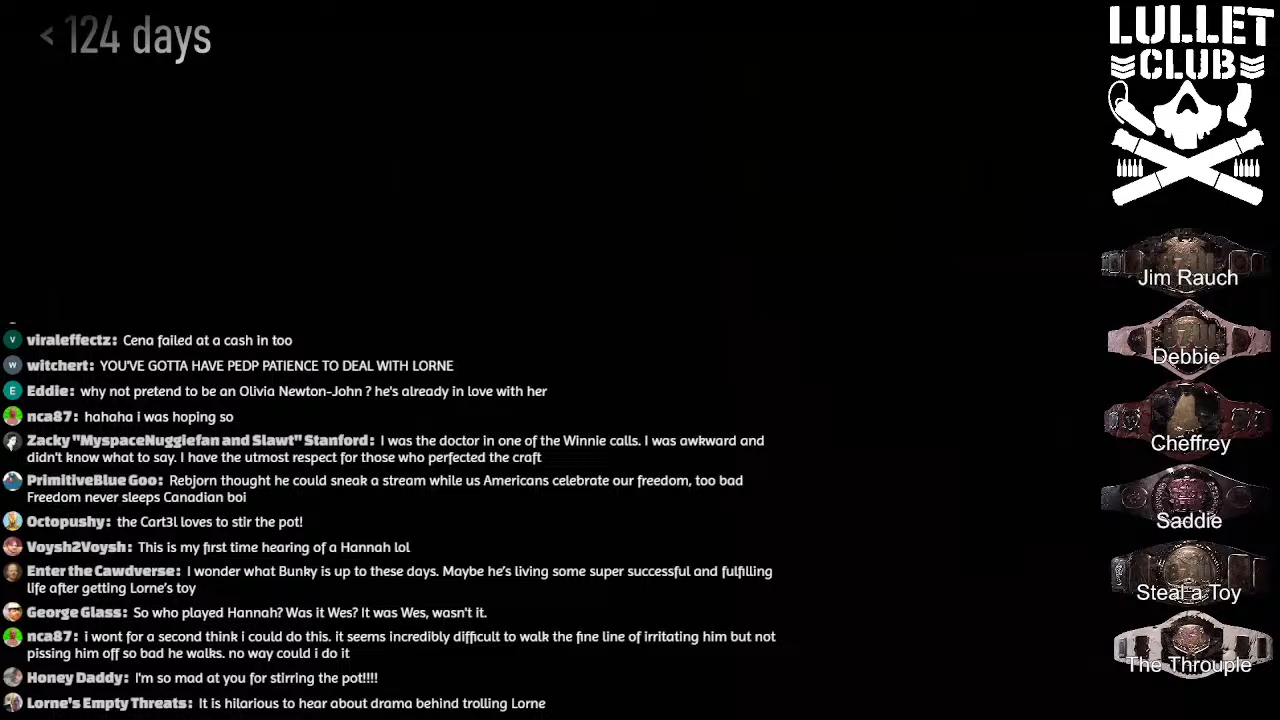 < 124 days
LULLET
CLUB
Jim Rauch
Debbie
Cheffrey
Saddie
Steal a Toy
The Throuple
V viraleffectz: Cena failed at a cash in too
W witchert: YOU'VE GOTTA HAVE PEDP PATIENCE TO DEAL WITH LORNE
E Eddie: why not pretend to be an Olivia Newton-John ? he's already in love with her
nca87: hahaha i was hoping so
Zacky "MyspaceNuggiefan and Slawt" Stanford: I was the doctor in one of the Winnie calls. I was awkward and
didn't know what to say. I have the utmost respect for those who perfected the craft
PrimitiveBlue Goo: Rebjorn thought he could sneak a stream while us Americans celebrate our freedom, too bad
Freedom never sleeps Canadian boi
Octopushy: the Cart3l loves to stir the pot!
Voysh2Voysh: This is my first time hearing of a Hannah lol
Enter the Cawdverse: I wonder what Bunky is up to these days. Maybe he's living some super successful and fulfilling
life after getting Lorne's toy
George Glass: So who played Hannah? Was it Wes? It was Wes, wasn't it.
nca87: i wont for a second think i could do this. it seems incredibly difficult to walk the fine line of irritating him but not
pissing him off so bad he walks. no way could i do it
Honey Daddy: I'm so mad at you for stirring the pot!!!!
Lorne's Empty Threats: It is hilarious to hear about drama behind trolling Lorne